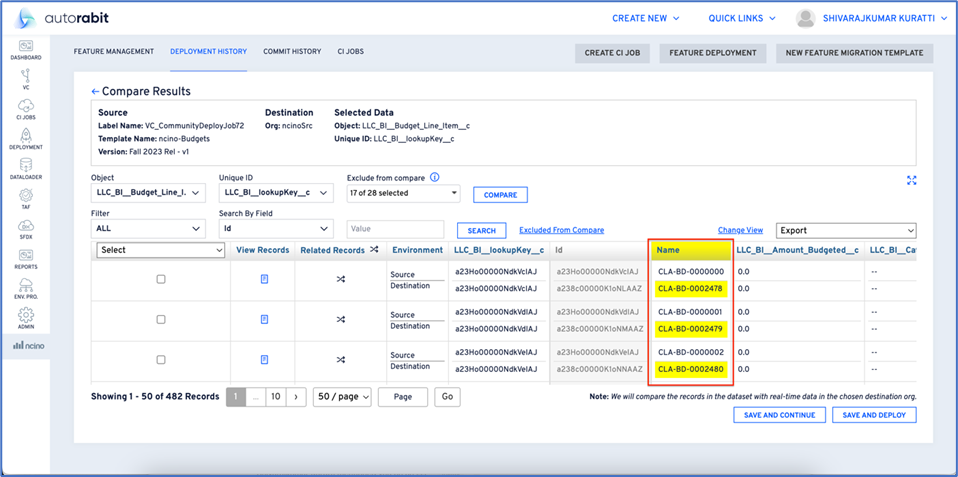 autorabit
CREATE NEW
QUICK LINKS
SHIVARAJKUMAR KURATTI
DASHBOARD
VC
CI JOBS
DEPLOYMENT
DATALOADER
TAF
SFDX
REPORTS
ENV. PRO.
ADMIN
ncino
FEATURE MANAGEMENT DEPLOYMENT HISTORY COMMIT HISTORY CI JOBS
CREATE CI JOB FEATURE DEPLOYMENT NEW FEATURE MIGRATION TEMPLATE
← Compare Results
Source Destination Selected Data
Label Name: VC_CommunityDeployJob72 Org: ncinoSrc Object: LLC_BI__Budget_Line_Item__c
Template Name: ncino-Budgets Unique ID: LLC_BI__lookupKey__c
Version: Fall 2023 Rel - v1
Object Unique ID Exclude from compare
LLC_BI__Budget_Line_I. LLC_BI__lookupKey__c 17 of 28 selected COMPARE
Filter Search By Field
ALL Id Value SEARCH Excluded From Compare Change View Export
Select View Records Related Records Environment LLC_BI__lookupKey__c Id Name LLC_BI__Amount_Budgeted__c LLC_BI__Ca
Source a23Ho00000NdkVcIAJ a23Ho00000NdkVcIAJ CLA-BD-0000000 0.0 --
Destination a23Ho00000NdkVcIAJ a238c00000K1oNLAAZ CLA-BD-0002478 0.0 --
Source a23Ho00000NdkVdIAJ a23Ho00000NdkVdIAJ CLA-BD-0000001 0.0 --
Destination a23Ho00000NdkVdIAJ a238c00000K1oNMAAZ CLA-BD-0002479 0.0 --
Source a23Ho00000NdkVeIAJ a23Ho00000NdkVeIAJ CLA-BD-0000002 0.0 --
Destination a23Ho00000NdkVeIAJ a238c00000K1oNNAAZ CLA-BD-0002480 0.0 --
Showing 1 - 50 of 482 Records 1 ... 10 › 50 / page Page Go
Note: We will compare the records in the dataset with real-time data in the chosen destination org.
SAVE AND CONTINUE SAVE AND DEPLOY